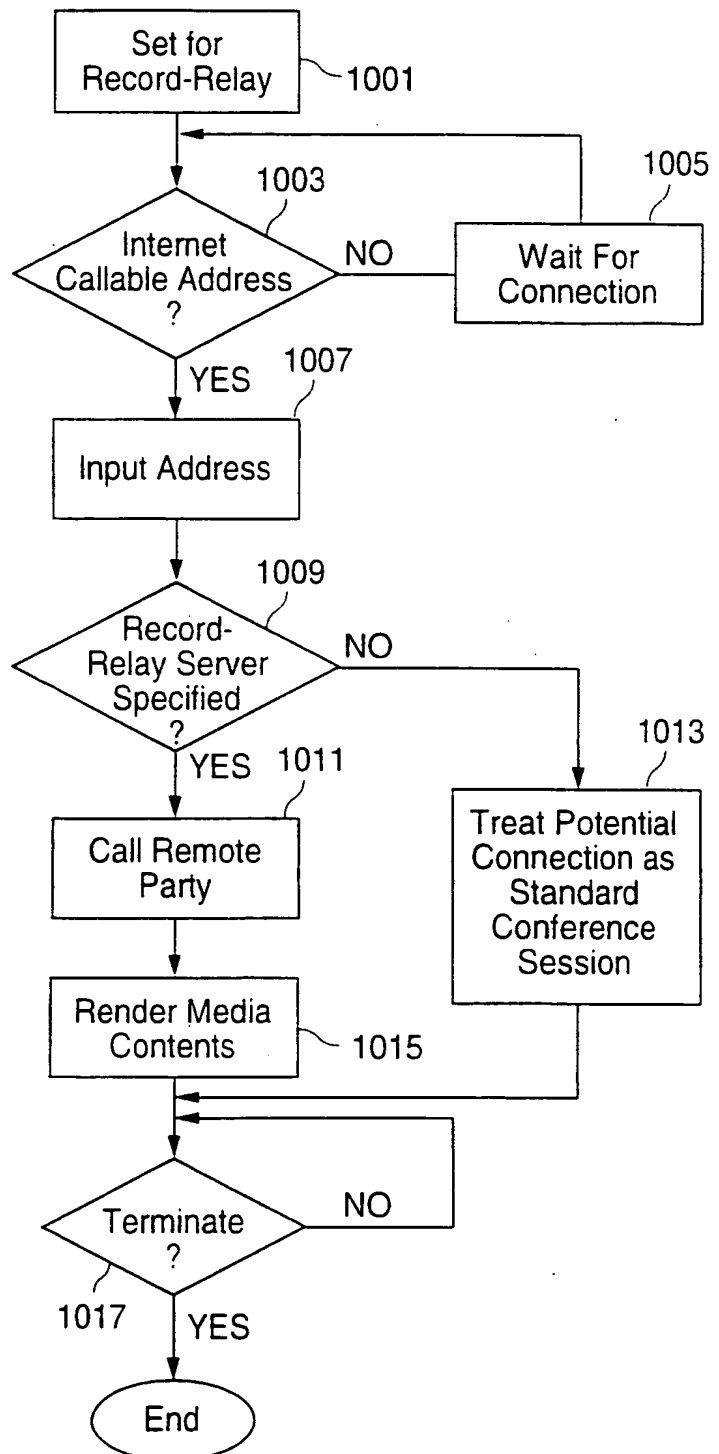 Set for
Record-Relay
1001
1003
Internet
Callable Address
?
NO
1005
Wait For
Connection
YES
1007
Input Address
1009
Record-
Relay Server
Specified
?
NO
YES
1011
Call Remote
Party
1013
Treat Potential
Connection as
Standard
Conference
Session
Render Media
Contents
1015
Terminate
?
NO
1017
YES
End